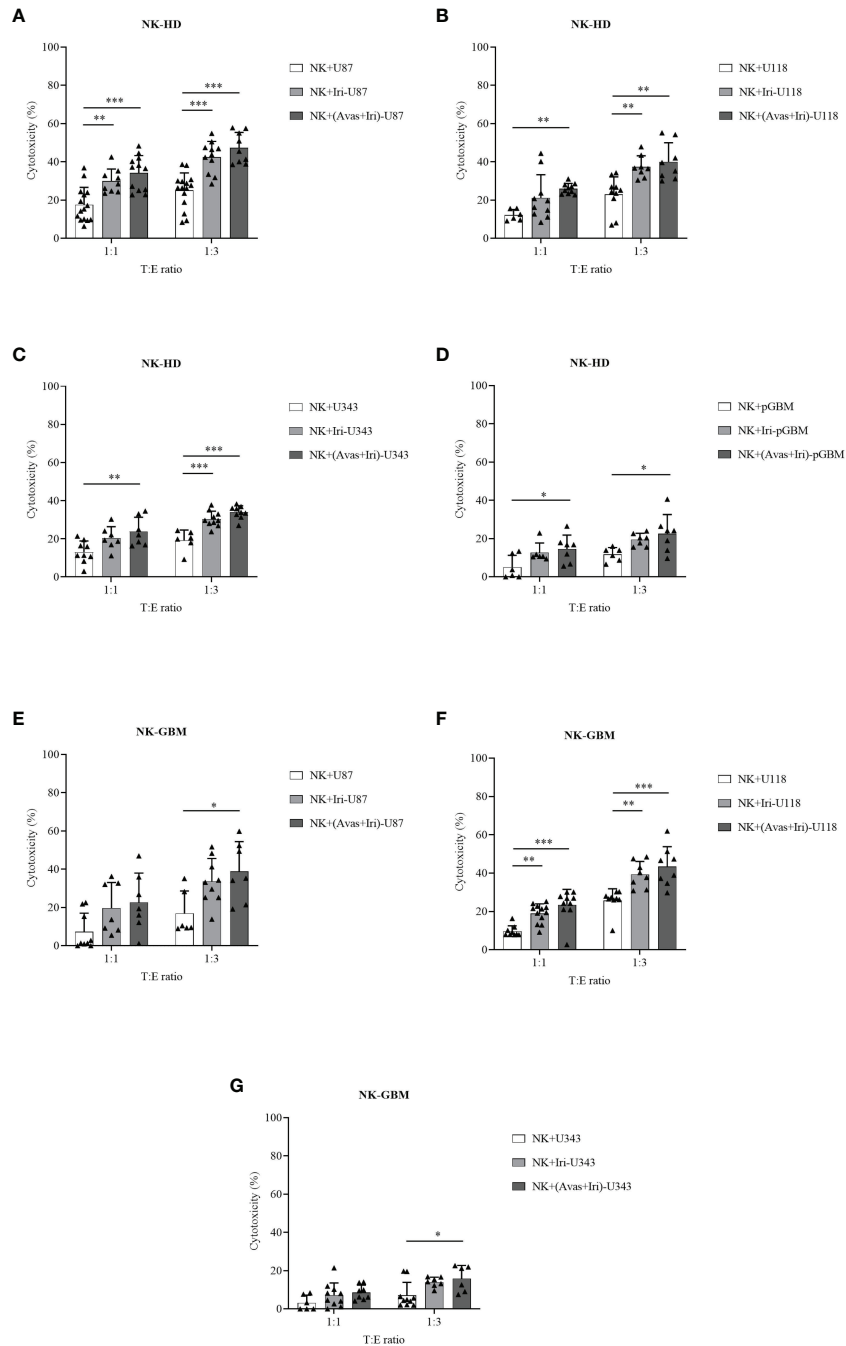 A
NK-HD
Cytotoxicity (%)
100
80
60
40
20
0
***
**
***
***
1:1
1:3
T:E ratio
NK+U87
NK+Iri-U87
NK+(Avas+Iri)-U87
B
NK-HD
Cytotoxicity (%)
100
80
60
40
20
0
**
**
**
1:1
1:3
T:E ratio
NK+U118
NK+Iri-U118
NK+(Avas+Iri)-U118
C
NK-HD
Cytotoxicity (%)
100
80
60
40
20
0
**
***
***
1:1
1:3
T:E ratio
NK+U343
NK+Iri-U343
NK+(Avas+Iri)-U343
D
NK-HD
Cytotoxicity (%)
100
80
60
40
20
0
*
*
1:1
1:3
T:E ratio
NK+pGBM
NK+Iri-pGBM
NK+(Avas+Iri)-pGBM
E
NK-GBM
Cytotoxicity (%)
100
80
60
40
20
0
*
1:1
1:3
T:E ratio
NK+U87
NK+Iri-U87
NK+(Avas+Iri)-U87
F
NK-GBM
Cytotoxicity (%)
100
80
60
40
20
0
***
**
***
**
1:1
1:3
T:E ratio
NK+U118
NK+Iri-U118
NK+(Avas+Iri)-U118
G
NK-GBM
Cytotoxicity (%)
100
80
60
40
20
0
*
1:1
1:3
T:E ratio
NK+U343
NK+Iri-U343
NK+(Avas+Iri)-U343